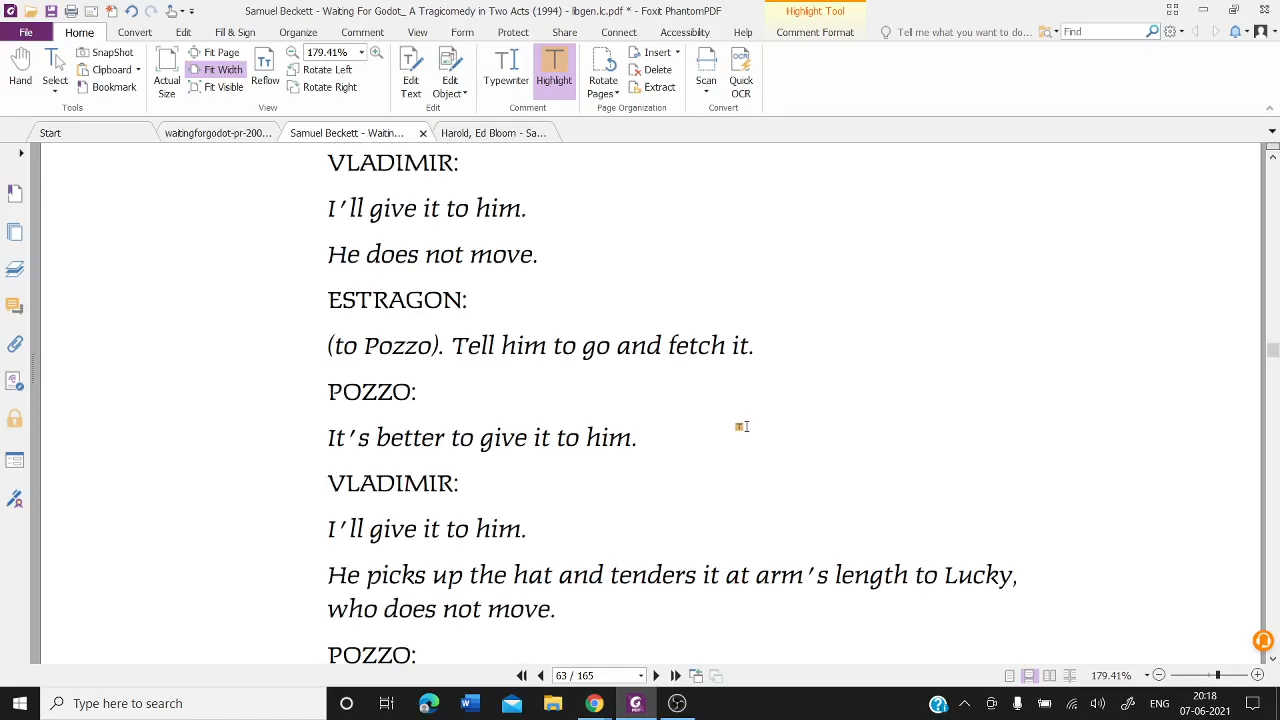 Samuel Beckett - Waiting For Godot_ A Tragicomedy in Two Acts (1994) - libgen.lc.pdf * - Foxit PhantomPDF
Highlight Tool
File Home Convert Edit Fill & Sign Organize Comment View Form Protect Share Connect Accessibility Help Comment Format Tell me what you want to do... Find
Hand
Select
SnapShot
Clipboard
Bookmark
Tools
Actual Size
Fit Page
Fit Width
Fit Visible
Reflow
179.41%
Rotate Left
Rotate Right
View
Edit Text
Edit Object
Edit
Typewriter
Highlight
Comment
Rotate Pages
Insert
Delete
Extract
Page Organization
Scan
Quick OCR
Convert
Start waitingforgodot-pr-200... Samuel Beckett - Waitin... Harold, Ed Bloom - Sa...
VLADIMIR:
I'll give it to him.
He does not move.
ESTRAGON:
(to Pozzo). Tell him to go and fetch it.
POZZO:
It's better to give it to him.
VLADIMIR:
I'll give it to him.
He picks up the hat and tenders it at arm's length to Lucky,
who does not move.
POZZO:
63 / 165
179.41%
Type here to search
ENG
20:18
07-06-2021